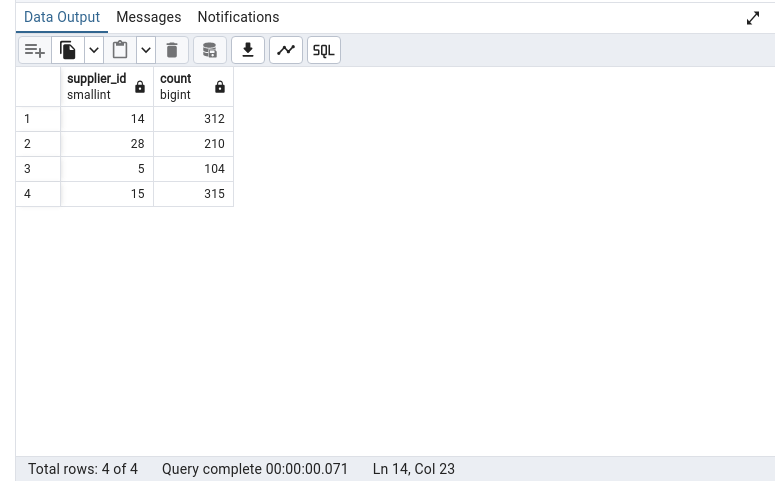 Data Output Messages Notifications
SQL
supplier_id count
smallint bigint
1 14 312
2 28 210
3 5 104
4 15 315
Total rows: 4 of 4 Query complete 00:00:00.071 Ln 14, Col 23